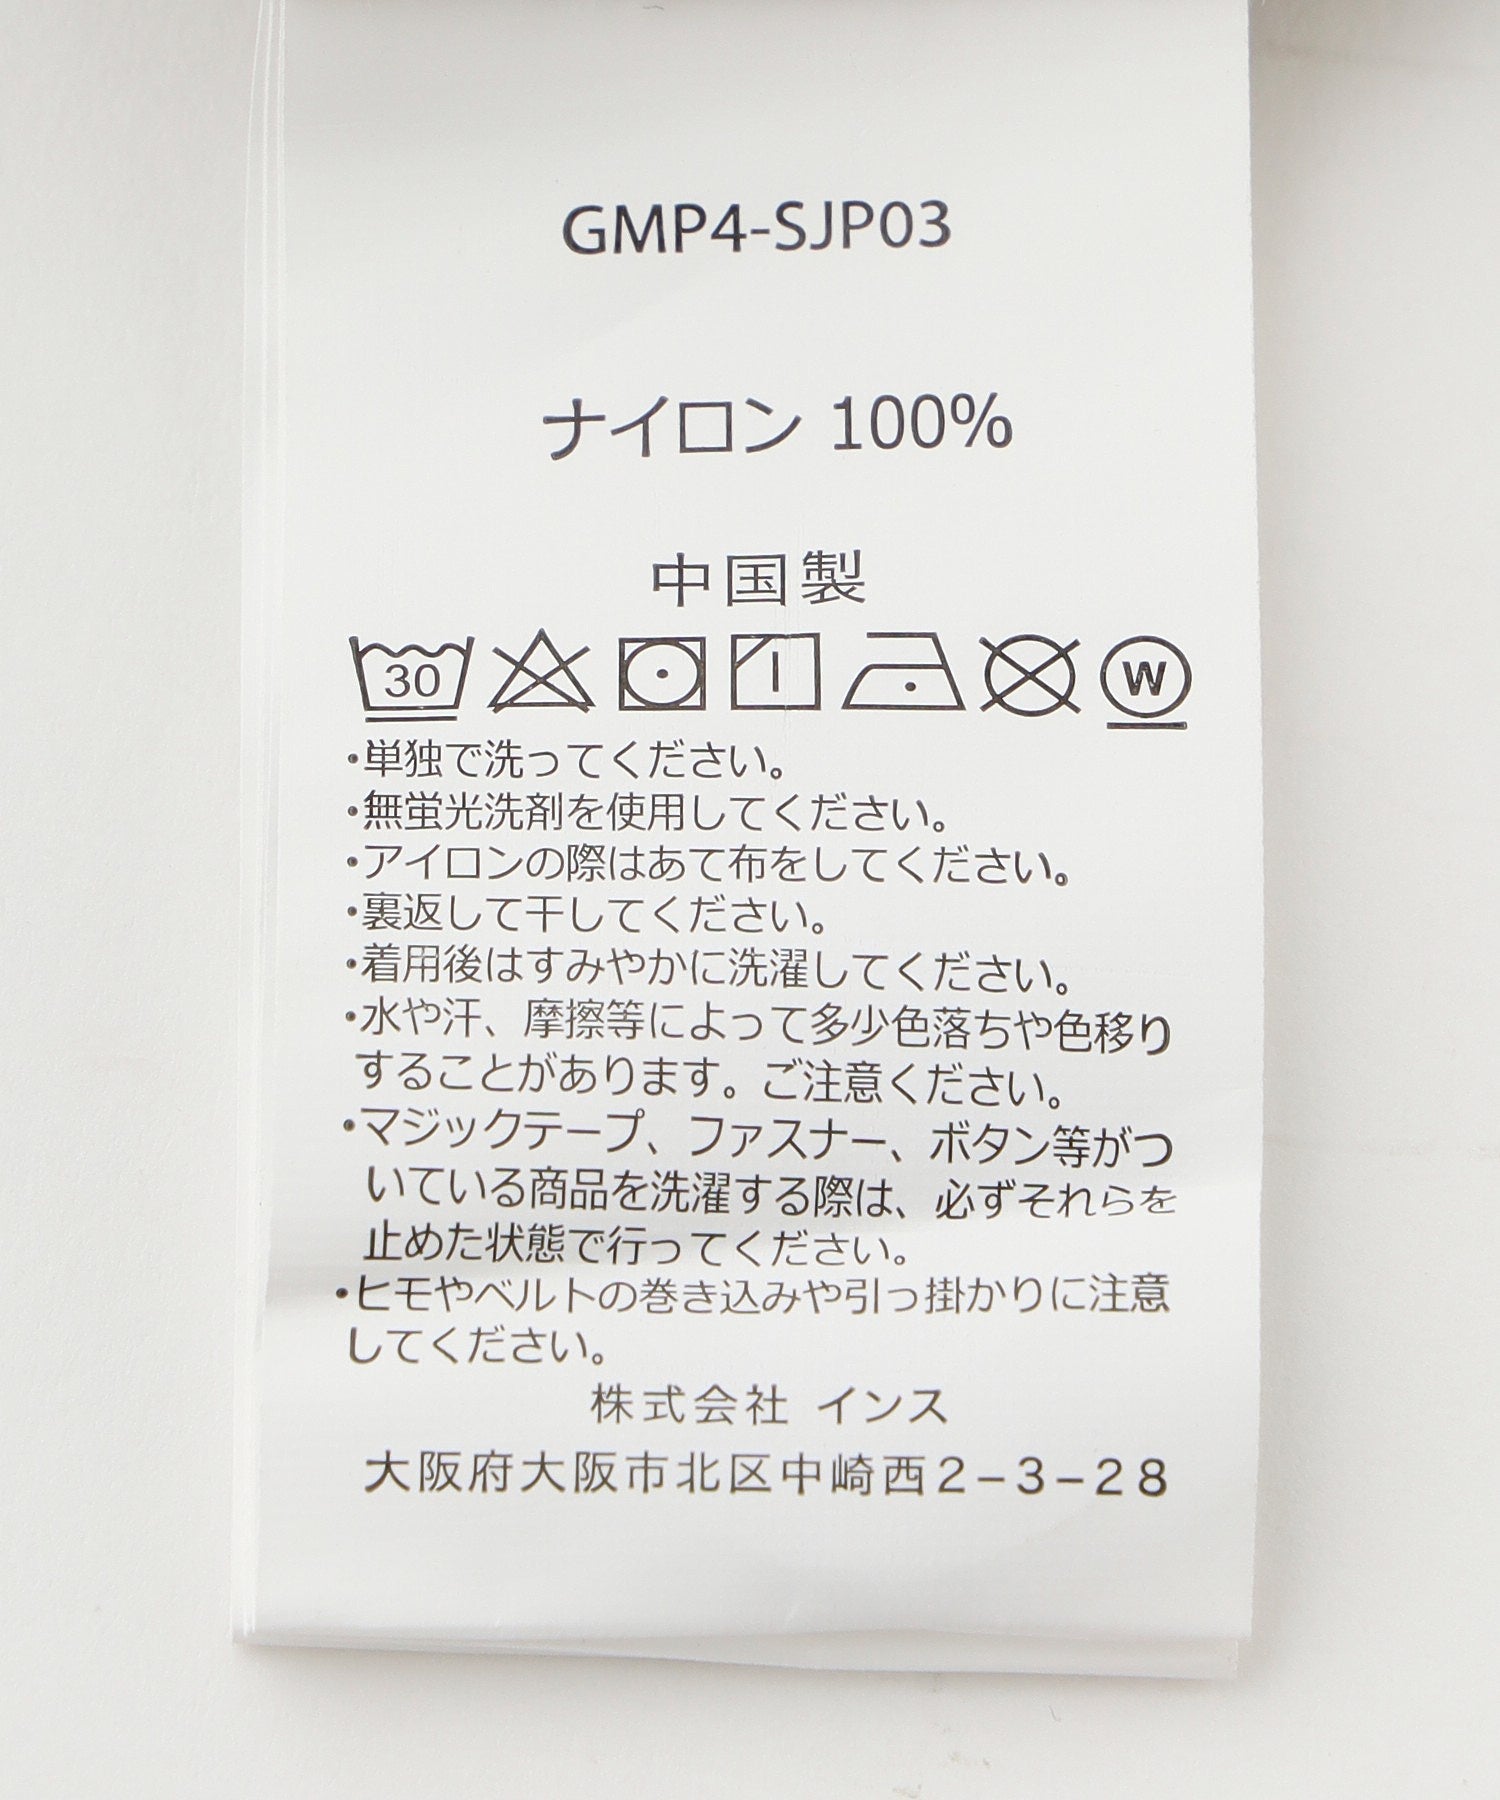 GMP4-SJP03
ナイロン 100%
中国製
30 W
・単独で洗ってください。
・無蛍光洗剤を使用してください。
・アイロンの際はあて布をしてください。
・裏返して干してください。
・着用後はすみやかに洗濯してください。
・水や汗、摩擦等によって多少色落ちや色移り
することがあります。ご注意ください。
・マジックテープ、ファスナー、ボタン等がつ
いている商品を洗濯する際は、必ずそれらを
止めた状態で行ってください。
・ヒモやベルトの巻き込みや引っ掛かりに注意
してください。
株式会社 インス
大阪府大阪市北区中崎西2−3−28